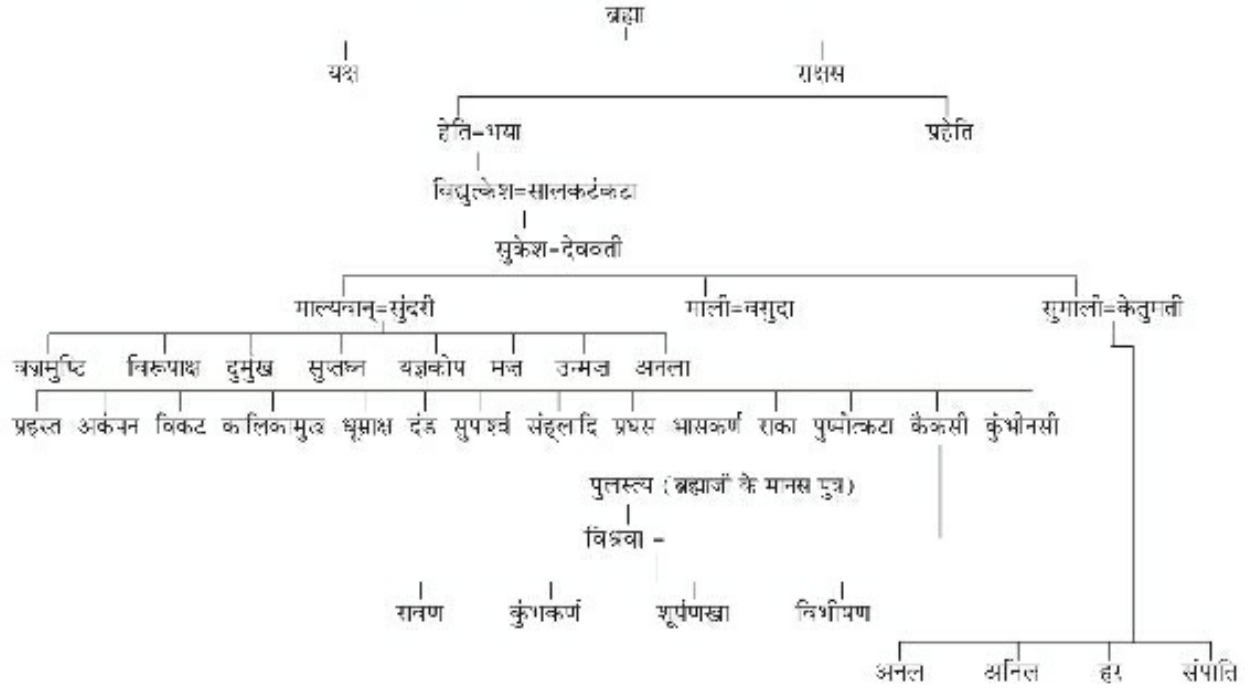 ब्रह्मा
यक्ष राक्षस
हेति=भया प्रहेति
विद्युत्केश=सालकटंकटा
सुकेश=देववती
माल्यवान्=सुंदरी माली=वसुदा सुमाली=केतुमती
वज्रमुष्टि विरूपाक्ष दुर्मुख सुप्तघ्न यज्ञकोप मत्त उन्मत्त अनला
प्रहस्त अकंपन विकट कालिकामुख धूम्राक्ष दंड सुपार्श्व संह्लादि प्रघस भासकर्ण राका पुष्पोत्कटा कैकसी कुंभीनसी
पुलस्त्य (ब्रह्माजी के मानस पुत्र)
विश्रवा =
रावण कुंभकर्ण शूर्पणखा विभीषण
अनल अनिल हर संपाति